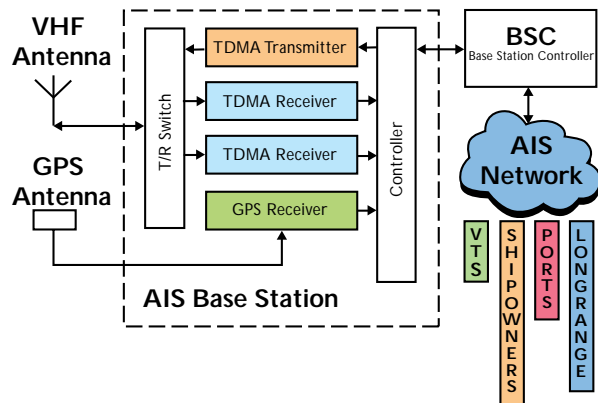 VHF
Antenna
GPS
Antenna
T/R Switch
TDMA Transmitter
TDMA Receiver
TDMA Receiver
GPS Receiver
Controller
AIS Base Station
BSC
Base Station Controller
AIS
Network
VTS
SHIPOWNERS
PORTS
LONGRANGE